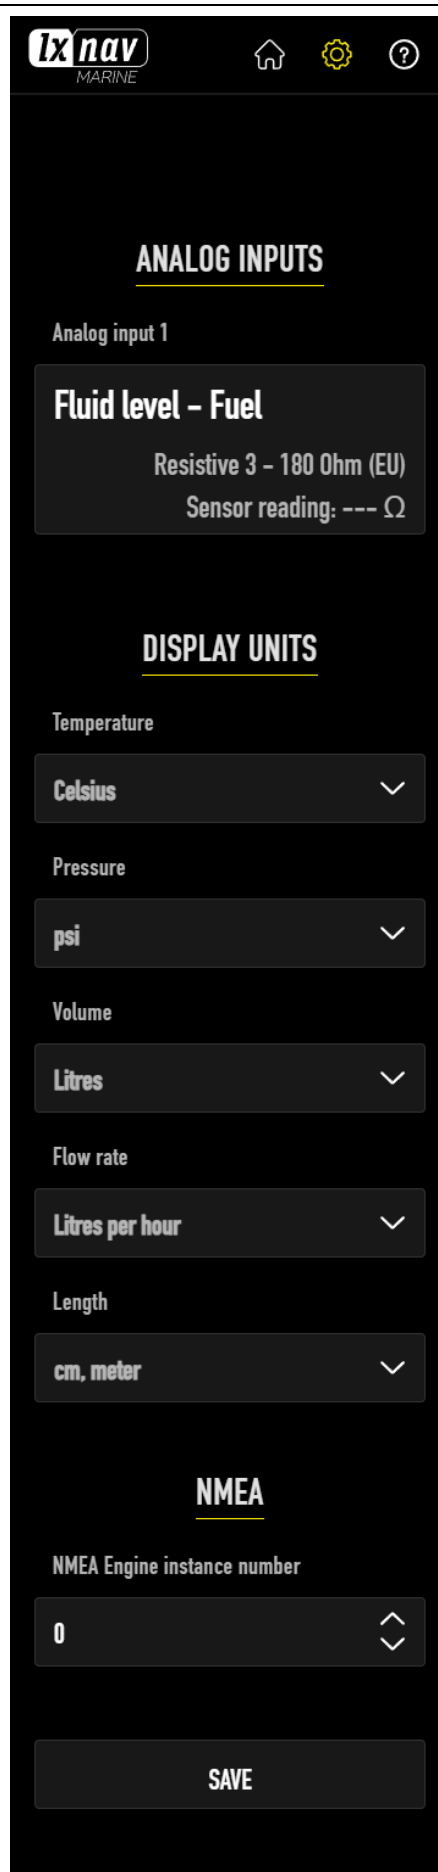 lx nav
MARINE
ANALOG INPUTS
Analog input 1
Fluid level - Fuel
Resistive 3 - 180 Ohm (EU)
Sensor reading: --- Ω
DISPLAY UNITS
Temperature
Celsius
Pressure
psi
Volume
Litres
Flow rate
Litres per hour
Length
cm, meter
NMEA
NMEA Engine instance number
0
SAVE